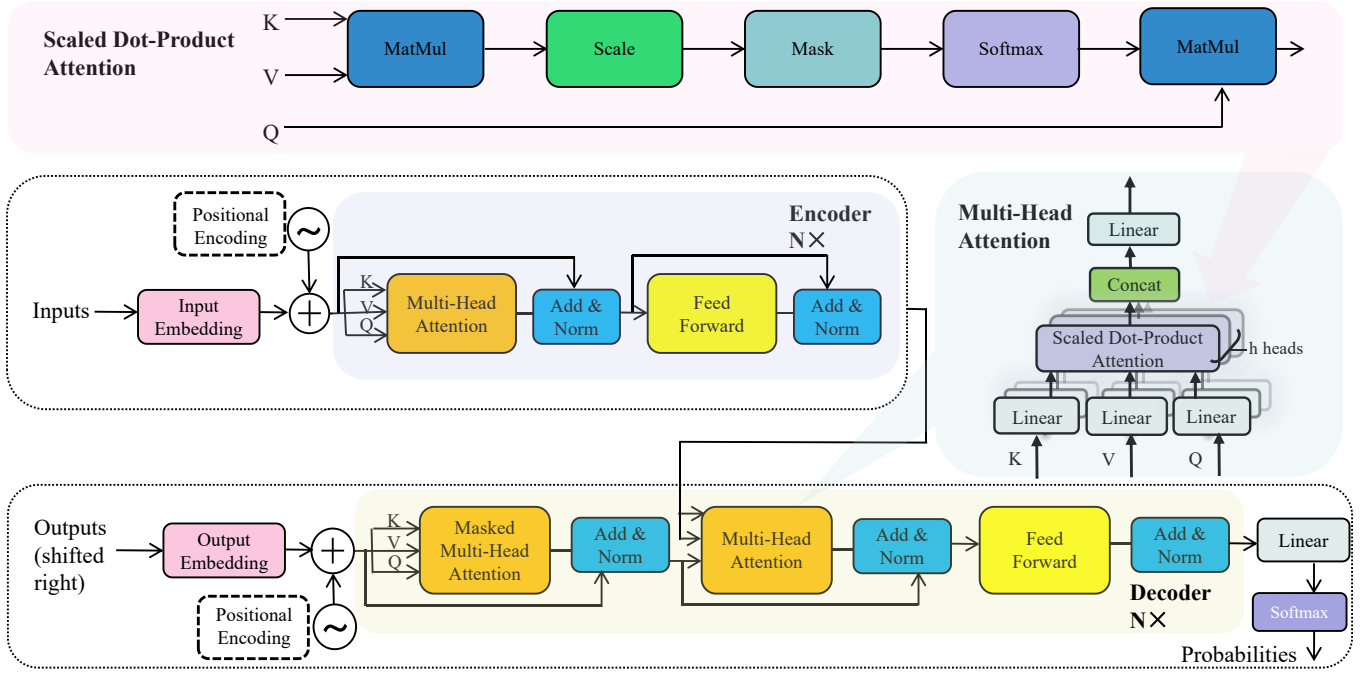 Scaled Dot-Product
Attention
K
V
Q
MatMul
Scale
Mask
Softmax
MatMul
Positional
Encoding
~
Encoder
N×
Inputs
Input
Embedding
+
K
V
Q
Multi-Head
Attention
Add &
Norm
Feed
Forward
Add &
Norm
Multi-Head
Attention
Linear
Concat
Scaled Dot-Product
Attention
h heads
Linear
Linear
Linear
K
V
Q
Outputs
(shifted
right)
Output
Embedding
+
Positional
Encoding
~
K
V
Q
Masked
Multi-Head
Attention
Add &
Norm
Multi-Head
Attention
Add &
Norm
Feed
Forward
Add &
Norm
Decoder
N×
Linear
Softmax
Probabilities